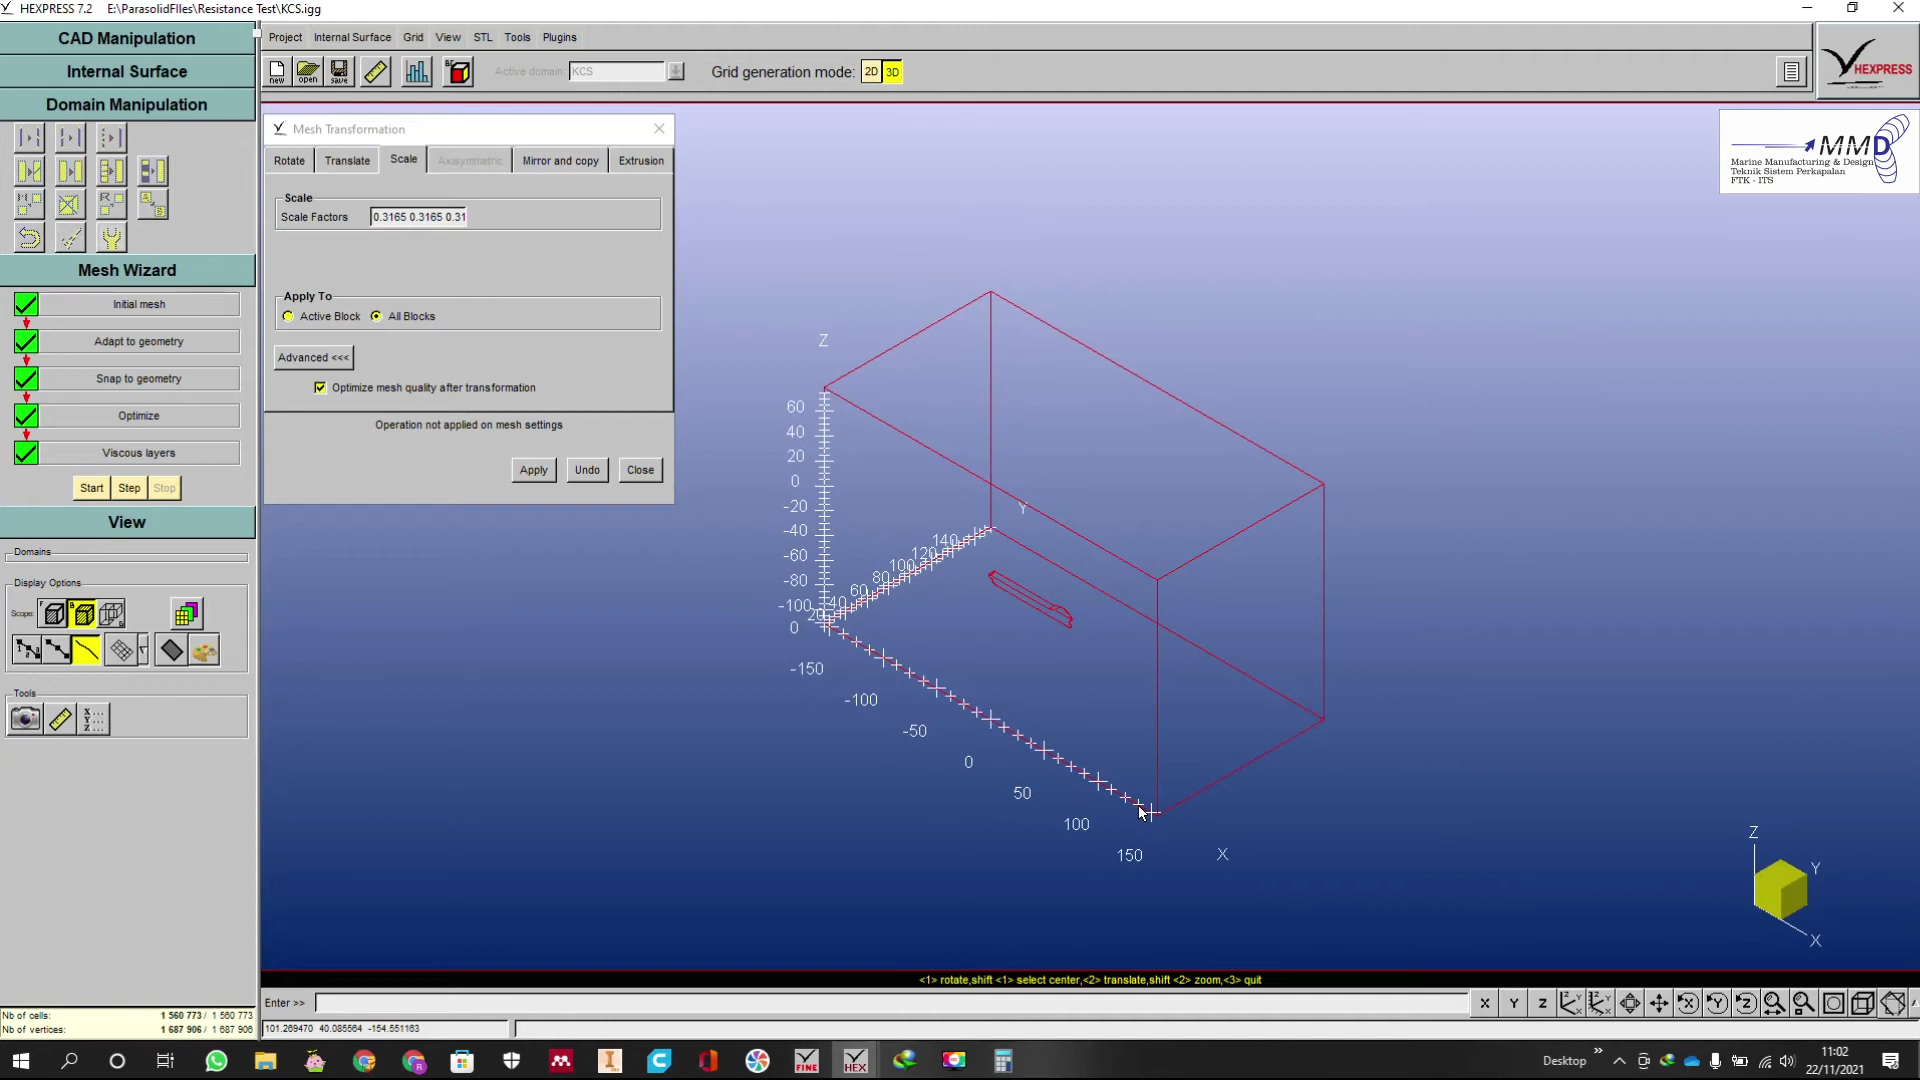 HEXPRESS 7.2 E:\ParasolidFIles\Resistance Test\KCS.igg
CAD Manipulation
Internal Surface
Domain Manipulation
Mesh Wizard
Initial mesh
Adapt to geometry
Snap to geometry
Optimize
Viscous layers
Start Step Stop
View
Domains
Display Options
Scope:
Tools
Nb of cells: 1 560 773 / 1 560 773
Nb of vertices: 1 687 906 / 1 687 906
Project Internal Surface Grid View STL Tools Plugins
new open save
Active domain: KCS
Grid generation mode: 2D 3D
HEXPRESS
Mesh Transformation
Rotate Translate Scale Axisymmetric Mirror and copy Extrusion
Scale
Scale Factors 0.3165 0.3165 0.31
Apply To
Active Block All Blocks
Advanced <<<
Optimize mesh quality after transformation
Operation not applied on mesh settings
Apply Undo Close
MMD
Marine Manufacturing & Design
Teknik Sistem Perkapalan
FTK - ITS
Z
60
40
20
0
-20
-40
-60
-80
-100
0
Y
140
120
100
80
60
40
20
-150
-100
-50
0
50
100
150
X
Z
Y
X
<1> rotate,shift <1> select center,<2> translate,shift <2> zoom,<3> quit
Enter >>
X Y Z
101.269470 40.085564 -154.551163
FINE
HEX
Desktop
11:02
22/11/2021